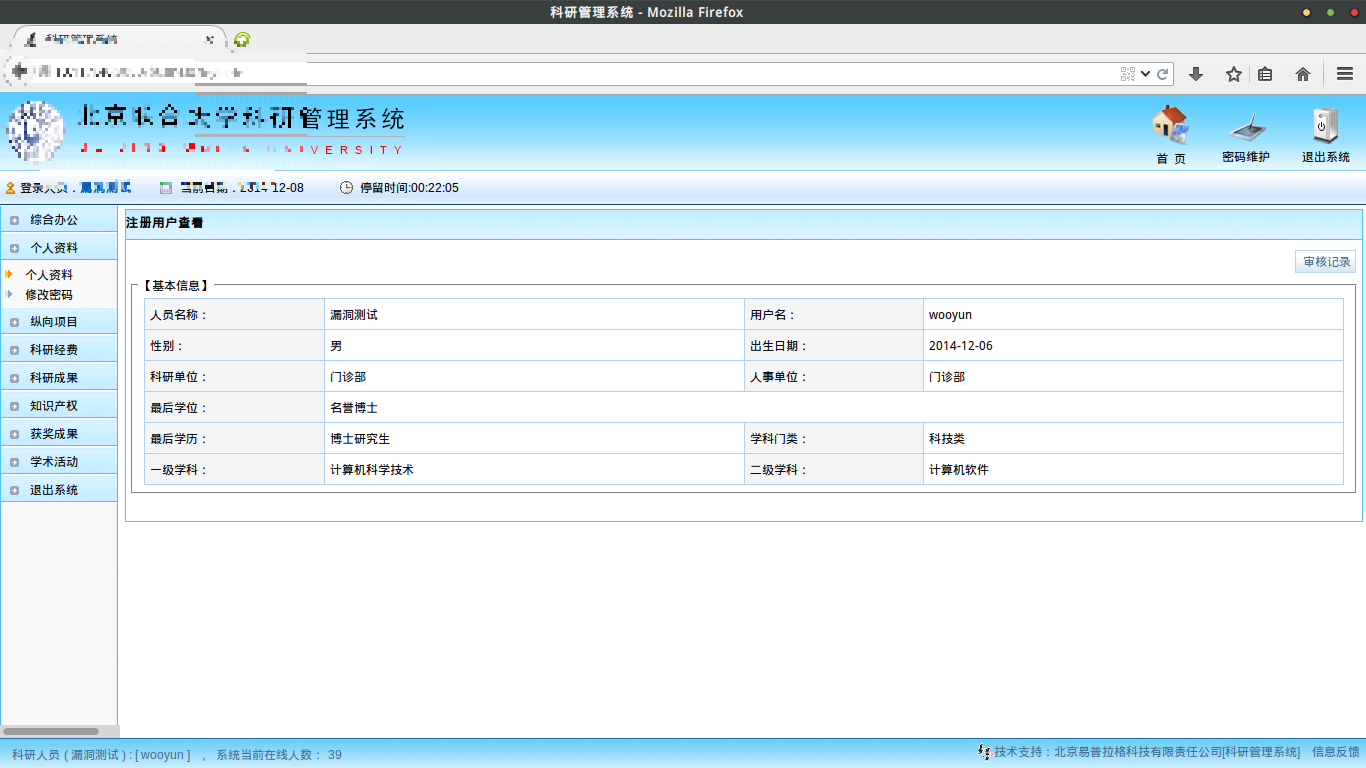 科研管理系统 - Mozilla Firefox
科研管理系统
北京联合大学科研管理系统
VERSITY
首 页
密码维护
退出系统
登录人员：漏洞测试 当前日期：2014-12-08 停留时间:00:22:05
综合办公
个人资料
个人资料
修改密码
纵向项目
科研经费
科研成果
知识产权
获奖成果
学术活动
退出系统
注册用户查看
审核记录
【 基本信息 】
人员名称： 漏洞测试 用户名： wooyun
性别： 男 出生日期： 2014-12-06
科研单位： 门诊部 人事单位： 门诊部
最后学位： 名誉博士
最后学历： 博士研究生 学科门类： 科技类
一级学科： 计算机科学技术 二级学科： 计算机软件
科研人员 ( 漏洞测试 ) : [ wooyun ] ， 系统当前在线人数： 39
技术支持：北京易普拉格科技有限责任公司[科研管理系统] 信息反馈